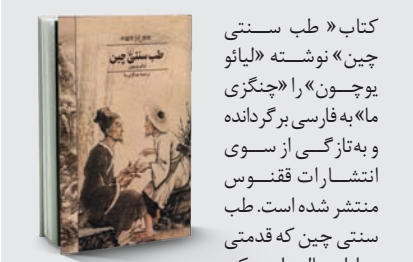 طب سنتی چین
کتاب« طب سنتی
چین» نوشته «لیائو
یوچون» را «چنگزی
ما»به فارسی برگردانده
و به‌تازگی از سوی
انتشارات ققنوس
منتشر شده است. طب
سنتی چین که قدمتی